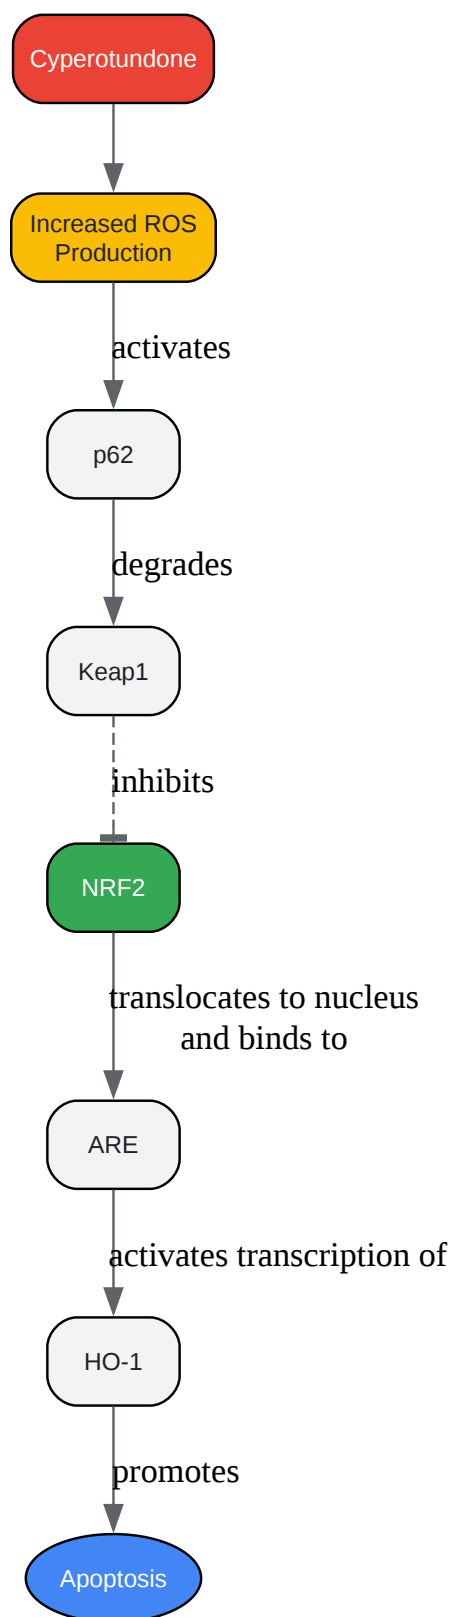 Cyperotundone
Increased ROS
Production
activates
p62
degrades
Keap1
inhibits
NRF2
translocates to nucleus
and binds to
ARE
activates transcription of
HO-1
promotes
Apoptosis